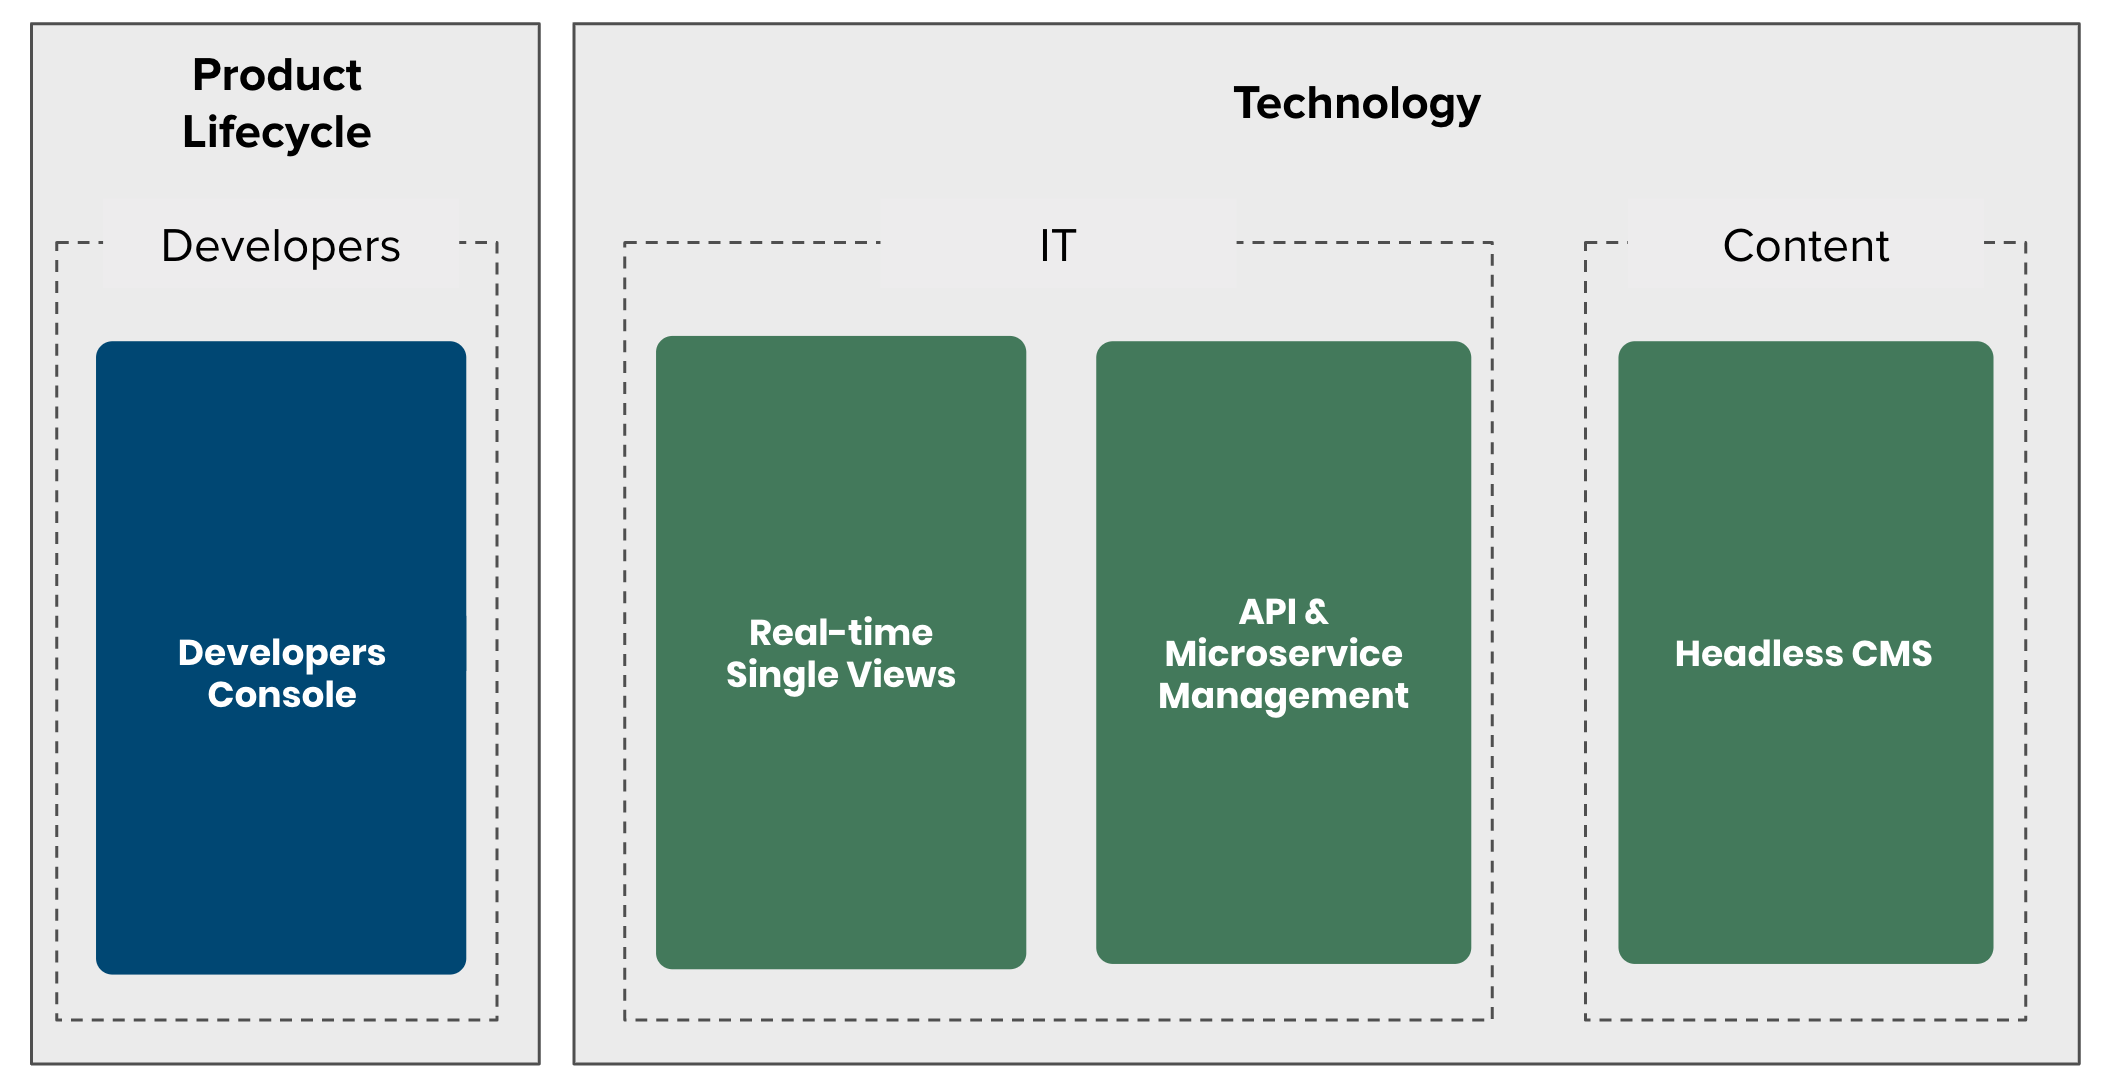 Product
Lifecycle
Developers
Developers
Console
Technology
IT
Real-time
Single Views
API &
Microservice
Management
Content
Headless CMS